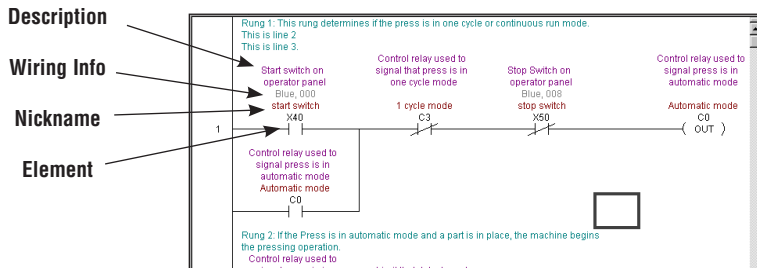 Description
Wiring Info
Nickname
Element
Rung 1: This rung determines if the press is in one cycle or continuous run mode.
This is line 2
This is line 3.
Start switch on
operator panel
Blue, 000
start switch
X40
Control relay used to
signal that press is in
one cycle mode
1 cycle mode
C3
Stop Switch on
operator panel
Blue, 008
stop switch
X50
Control relay used to
signal press is in
automatic mode
Automatic mode
C0
OUT
1
Control relay used to
signal press is in
automatic mode
Automatic mode
C0
Rung 2: If the Press is in automatic mode and a part is in place, the machine begins
the pressing operation.
Control relay used to